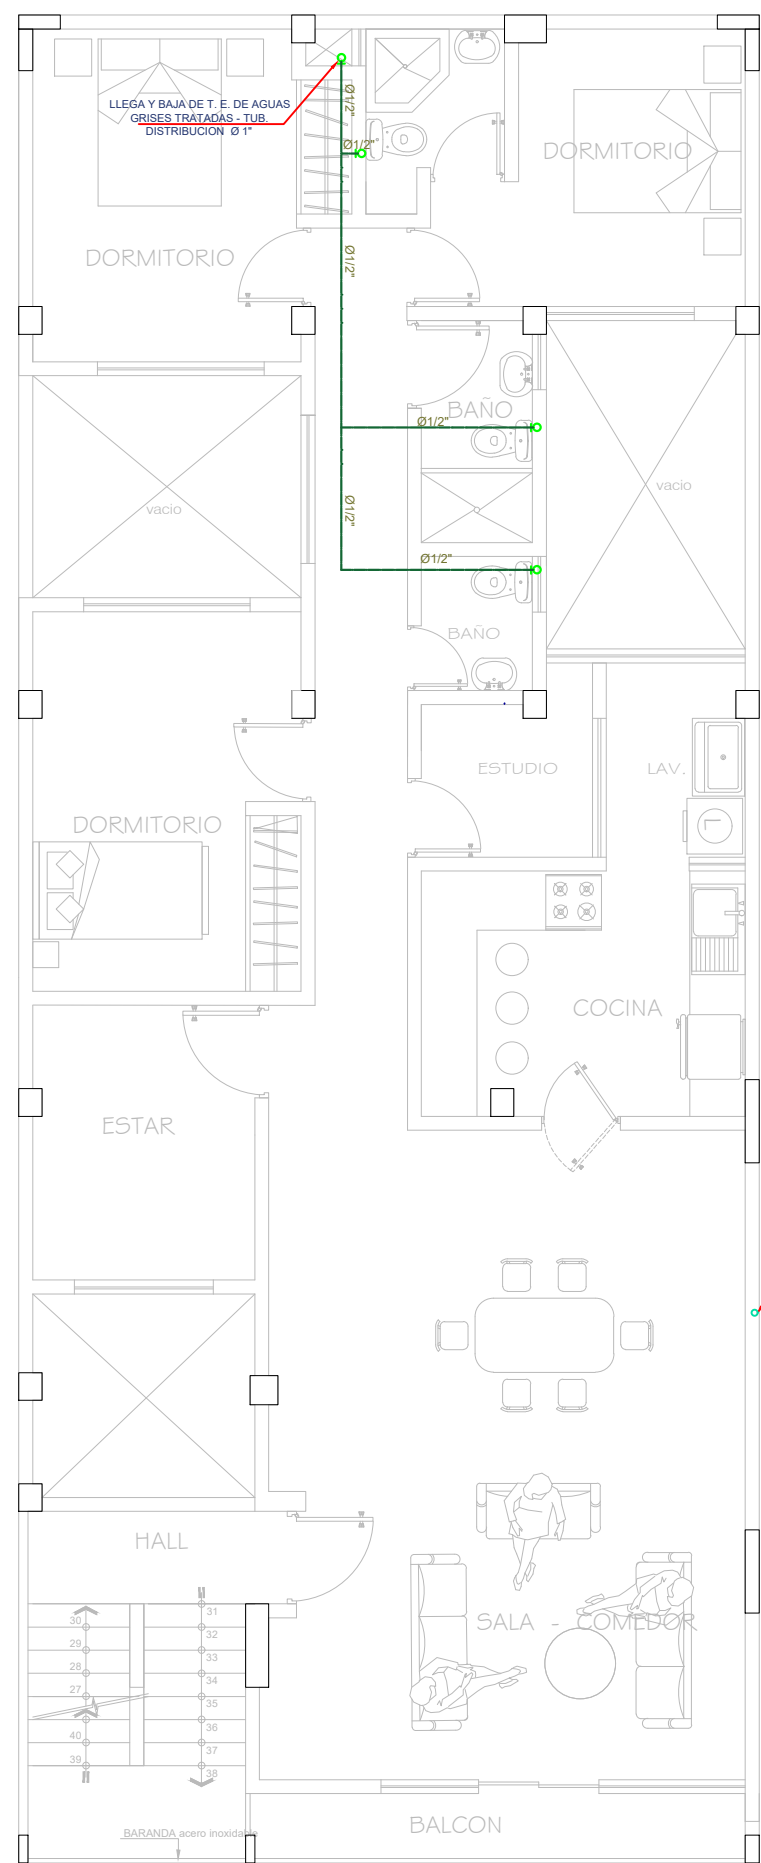 LLEGA Y BAJA DE T. E. DE AGUAS
GRISES TRATADAS - TUB.
DISTRIBUCION Ø 1"
Ø1/2"
Ø1/2"
DORMITORIO
DORMITORIO
Ø1/2"
BAÑO
Ø1/2"
vacio
vacio
Ø1/2"
Ø1/2"
BAÑO
ESTUDIO
LAV.
DORMITORIO
L
COCINA
ESTAR
HALL
SALA - COMEDOR
31
30
32
29
33
28
34
27
35
36
40
37
39
38
BALCON
BARANDA acero inoxidable